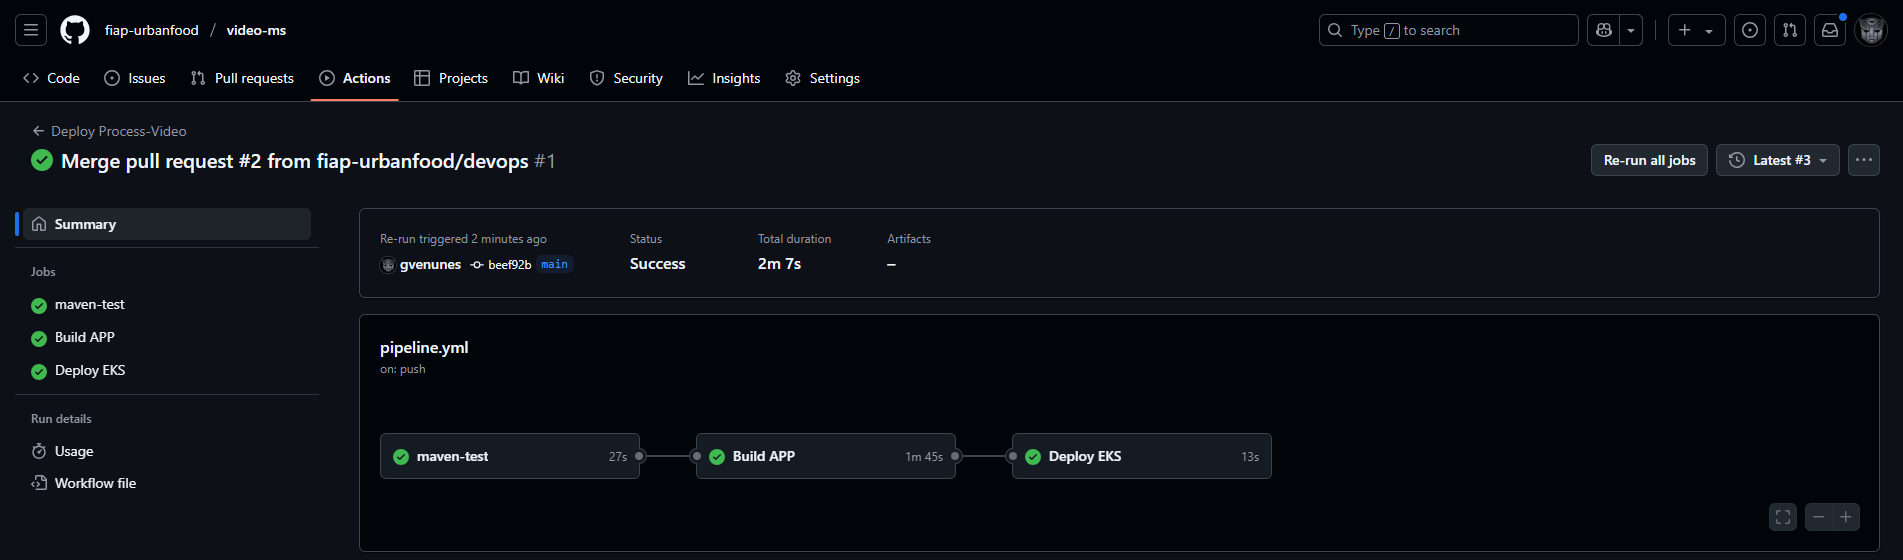 fiap-urbanfood / video-ms
Type / to search
Code
Issues
Pull requests
Actions
Projects
Wiki
Security
Insights
Settings
Deploy Process-Video
Merge pull request #2 from fiap-urbanfood/devops #1
Re-run all jobs
Latest #3
Summary
Jobs
maven-test
Build APP
Deploy EKS
Run details
Usage
Workflow file
Re-run triggered 2 minutes ago
gvenunes beef92b main
Status
Success
Total duration
2m 7s
Artifacts
–
pipeline.yml
on: push
maven-test 27s
Build APP 1m 45s
Deploy EKS 13s